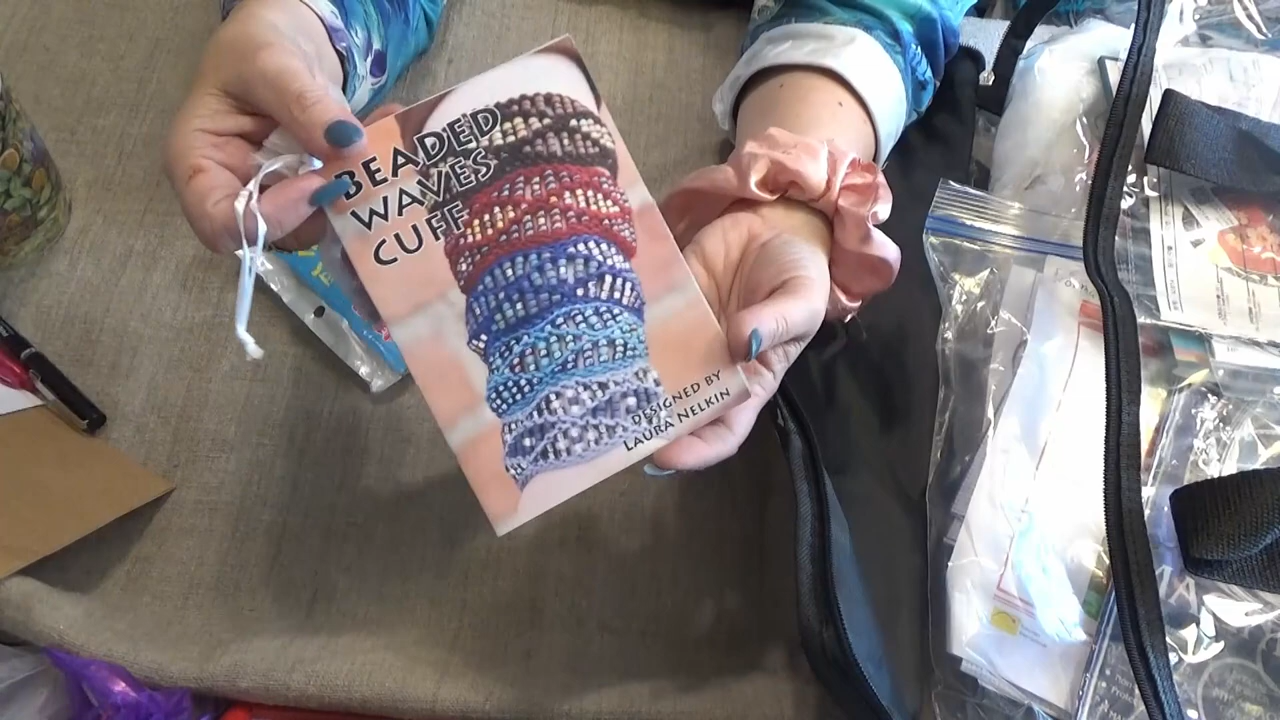 BEADED
WAVES
CUFF
DESIGNED BY
LAURA NELKIN